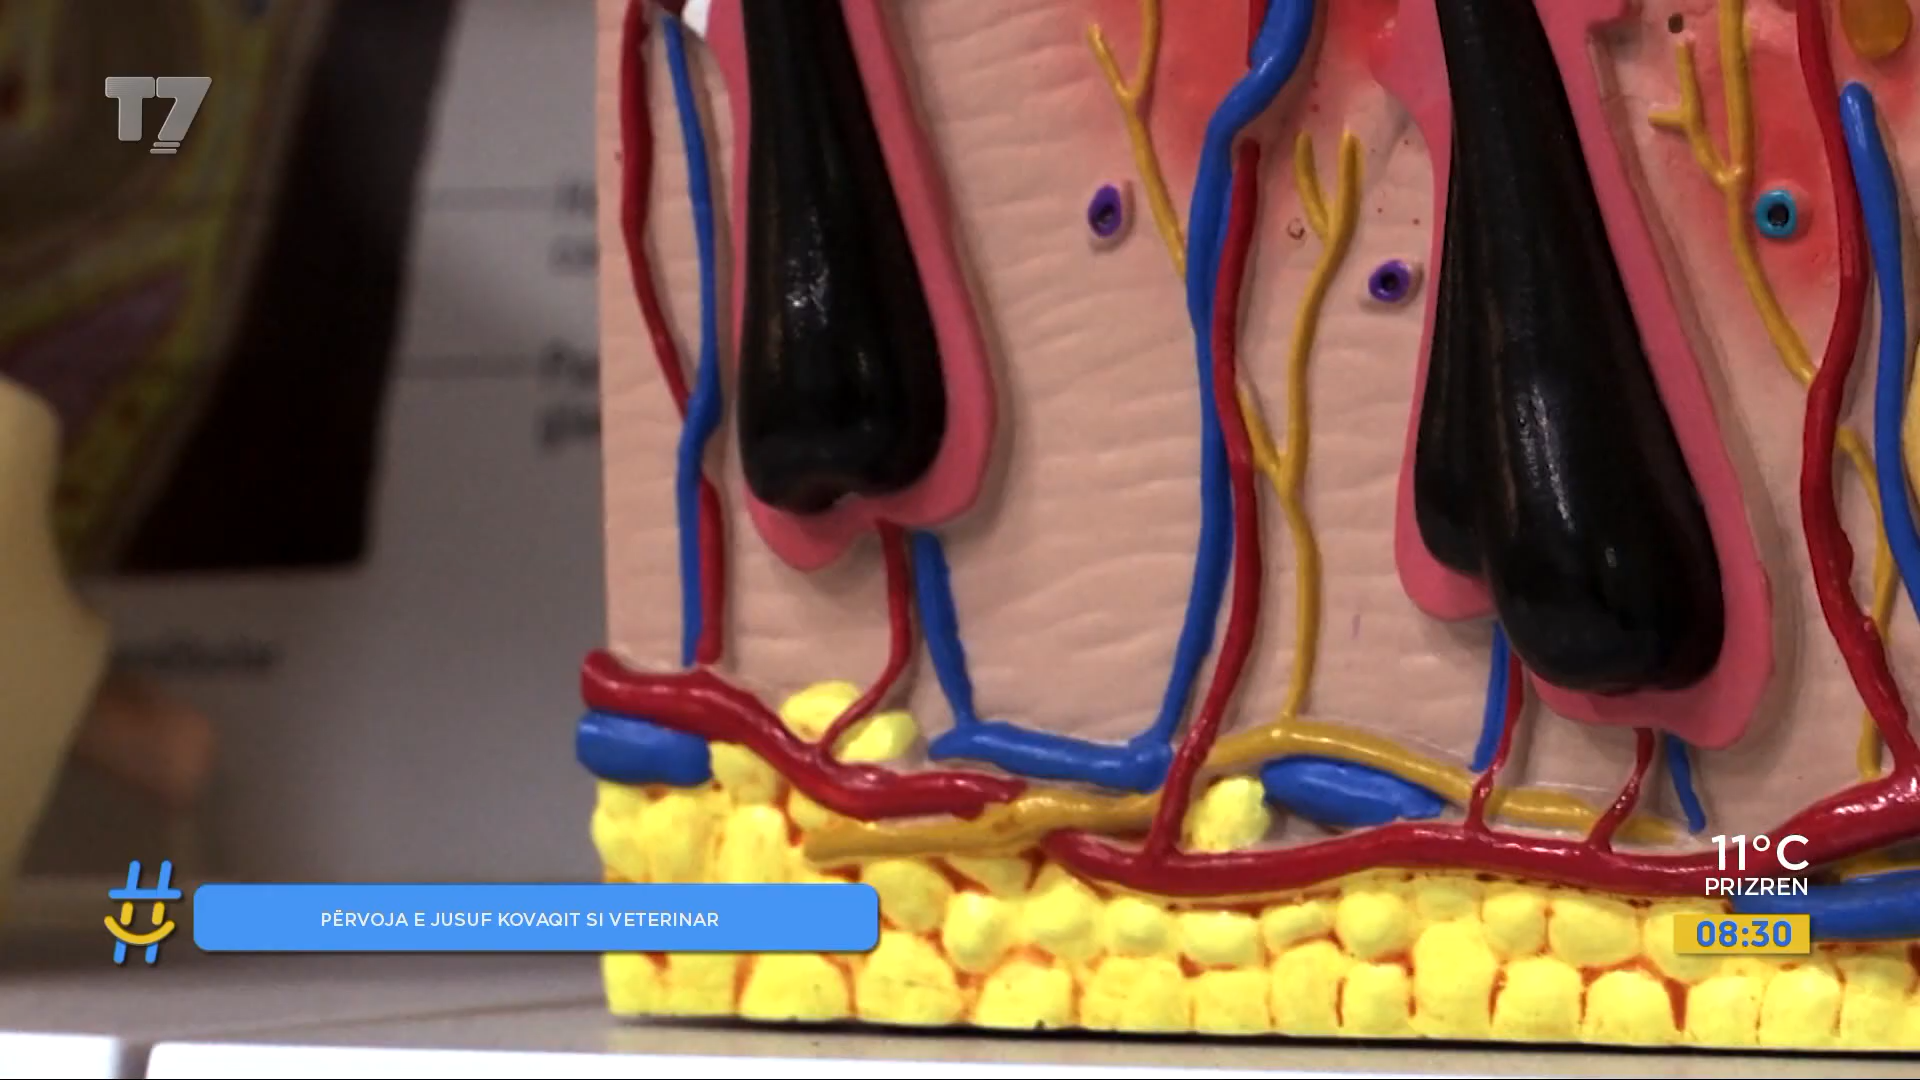 T7
PËRVOJA E JUSUF KOVAQIT SI VETERINAR
11°C
PRIZREN
08:30